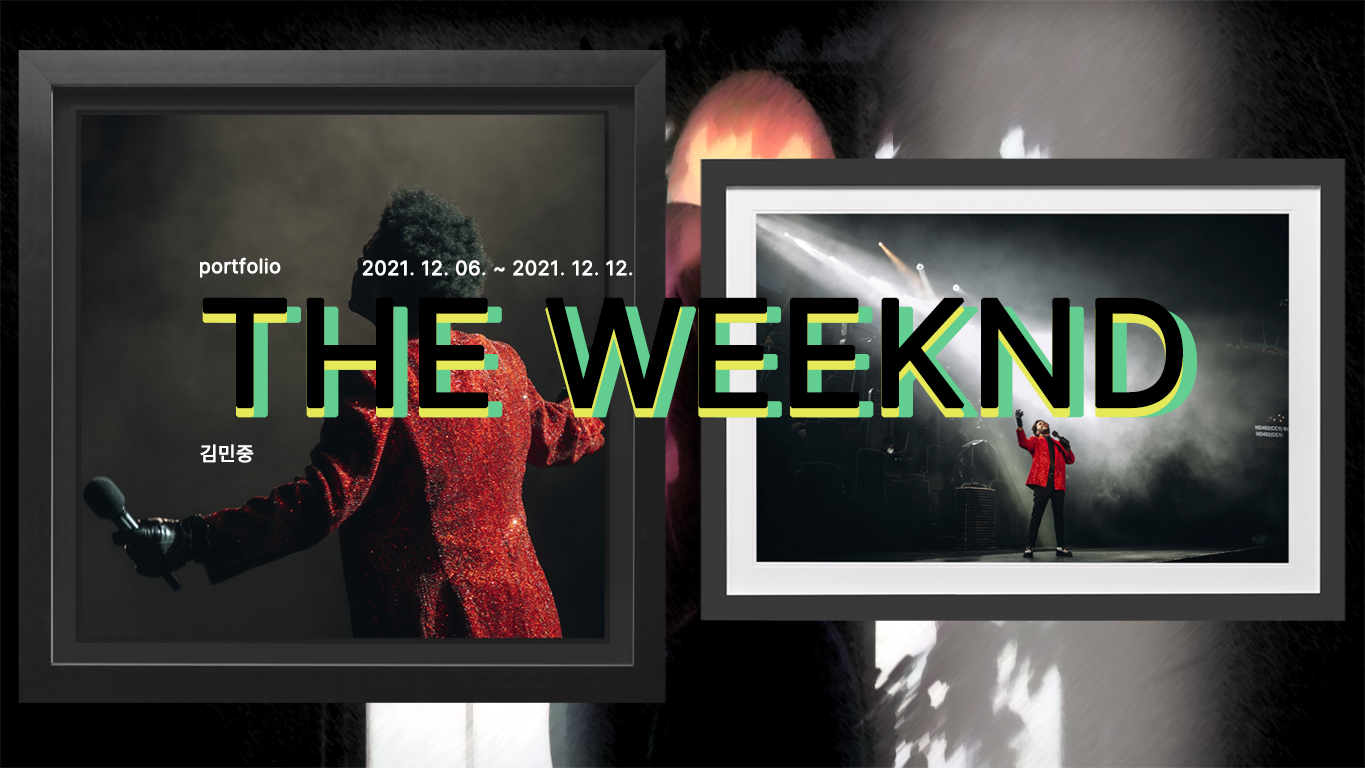 portfolio
2021. 12. 06. ~ 2021. 12. 12.
THE WEEKND
김민중